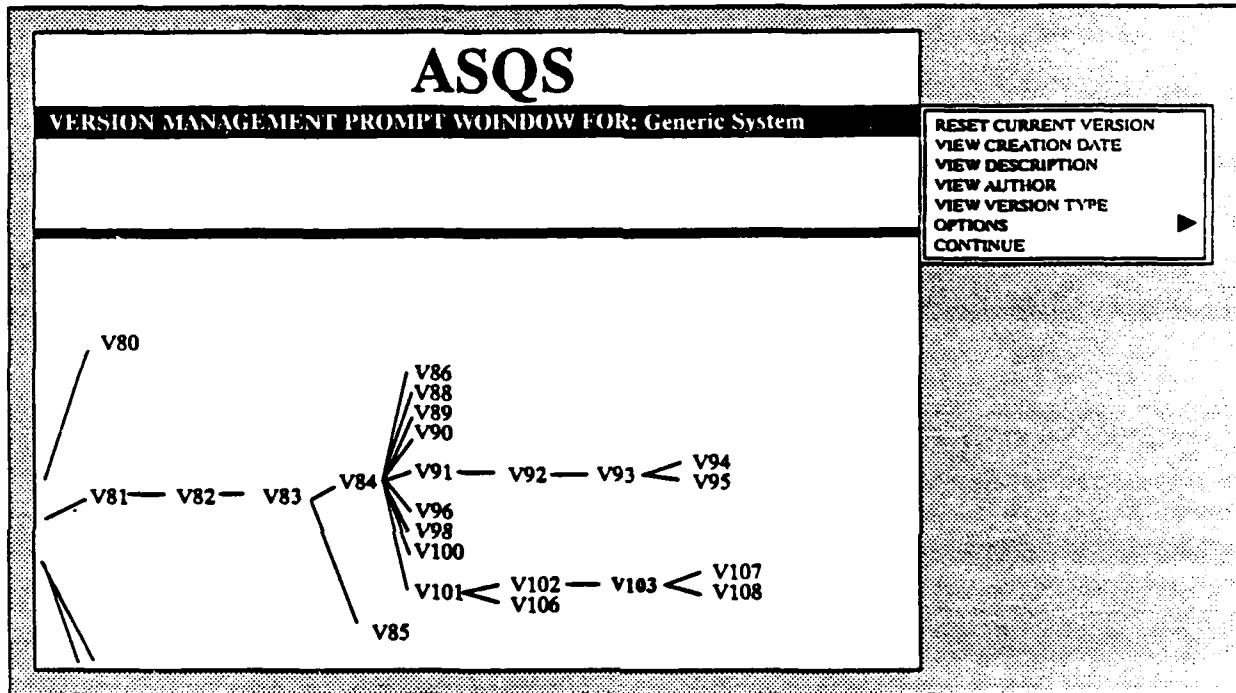 ASQS
VERSION MANAGEMENT PROMPT WOINDOW FOR: Generic System
RESET CURRENT VERSION
VIEW CREATION DATE
VIEW DESCRIPTION
VIEW AUTHOR
VIEW VERSION TYPE
OPTIONS
CONTINUE
V80
V86
V88
V89
V90
V81 V82 V83 V84 V91 V92 V93 V94
V95
V96
V98
V100
V101 V102 V103 V107
V106 V108
V85